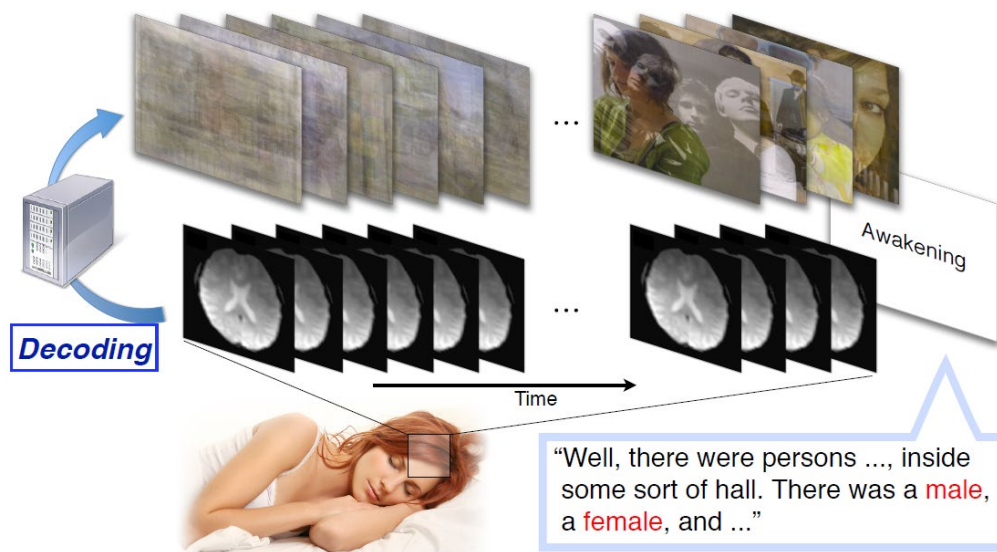 ...
...
Awakening
Decoding
Time
“Well, there were persons ..., inside
some sort of hall. There was a male,
a female, and ...”